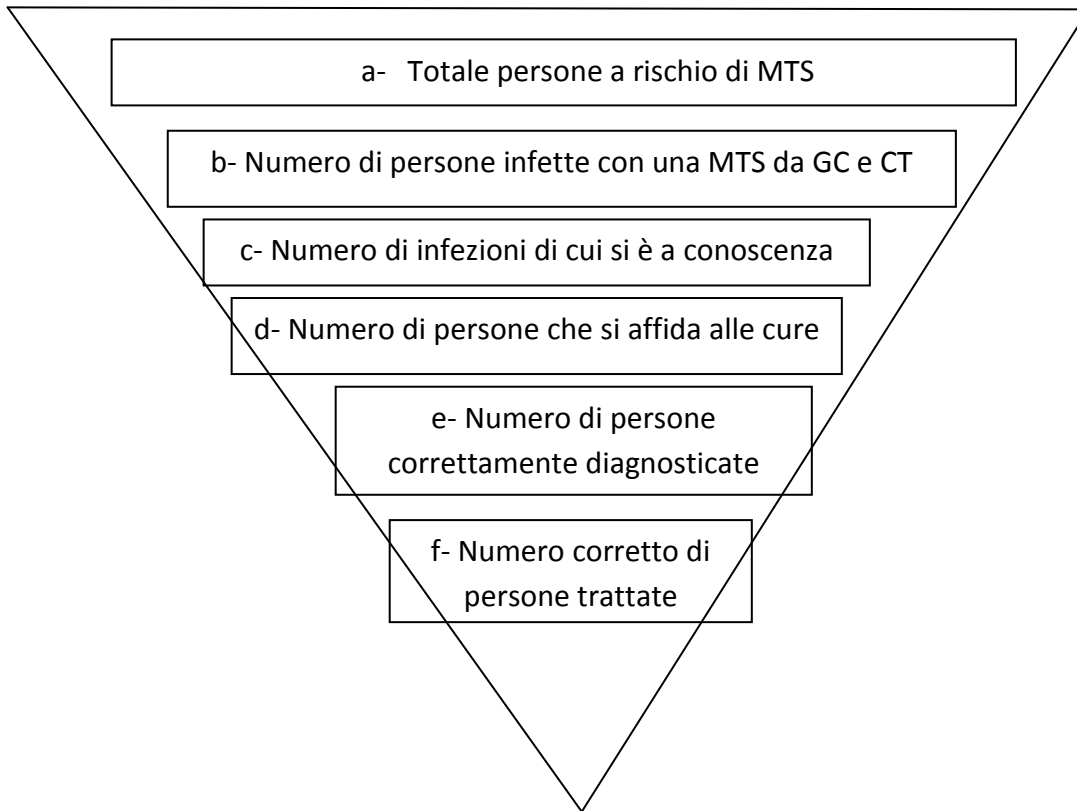 a- Totale persone a rischio di MTS
b- Numero di persone infette con una MTS da GC e CT
c- Numero di infezioni di cui si è a conoscenza
d- Numero di persone che si affida alle cure
e- Numero di persone
correttamente diagnosticate
f- Numero corretto di
persone trattate